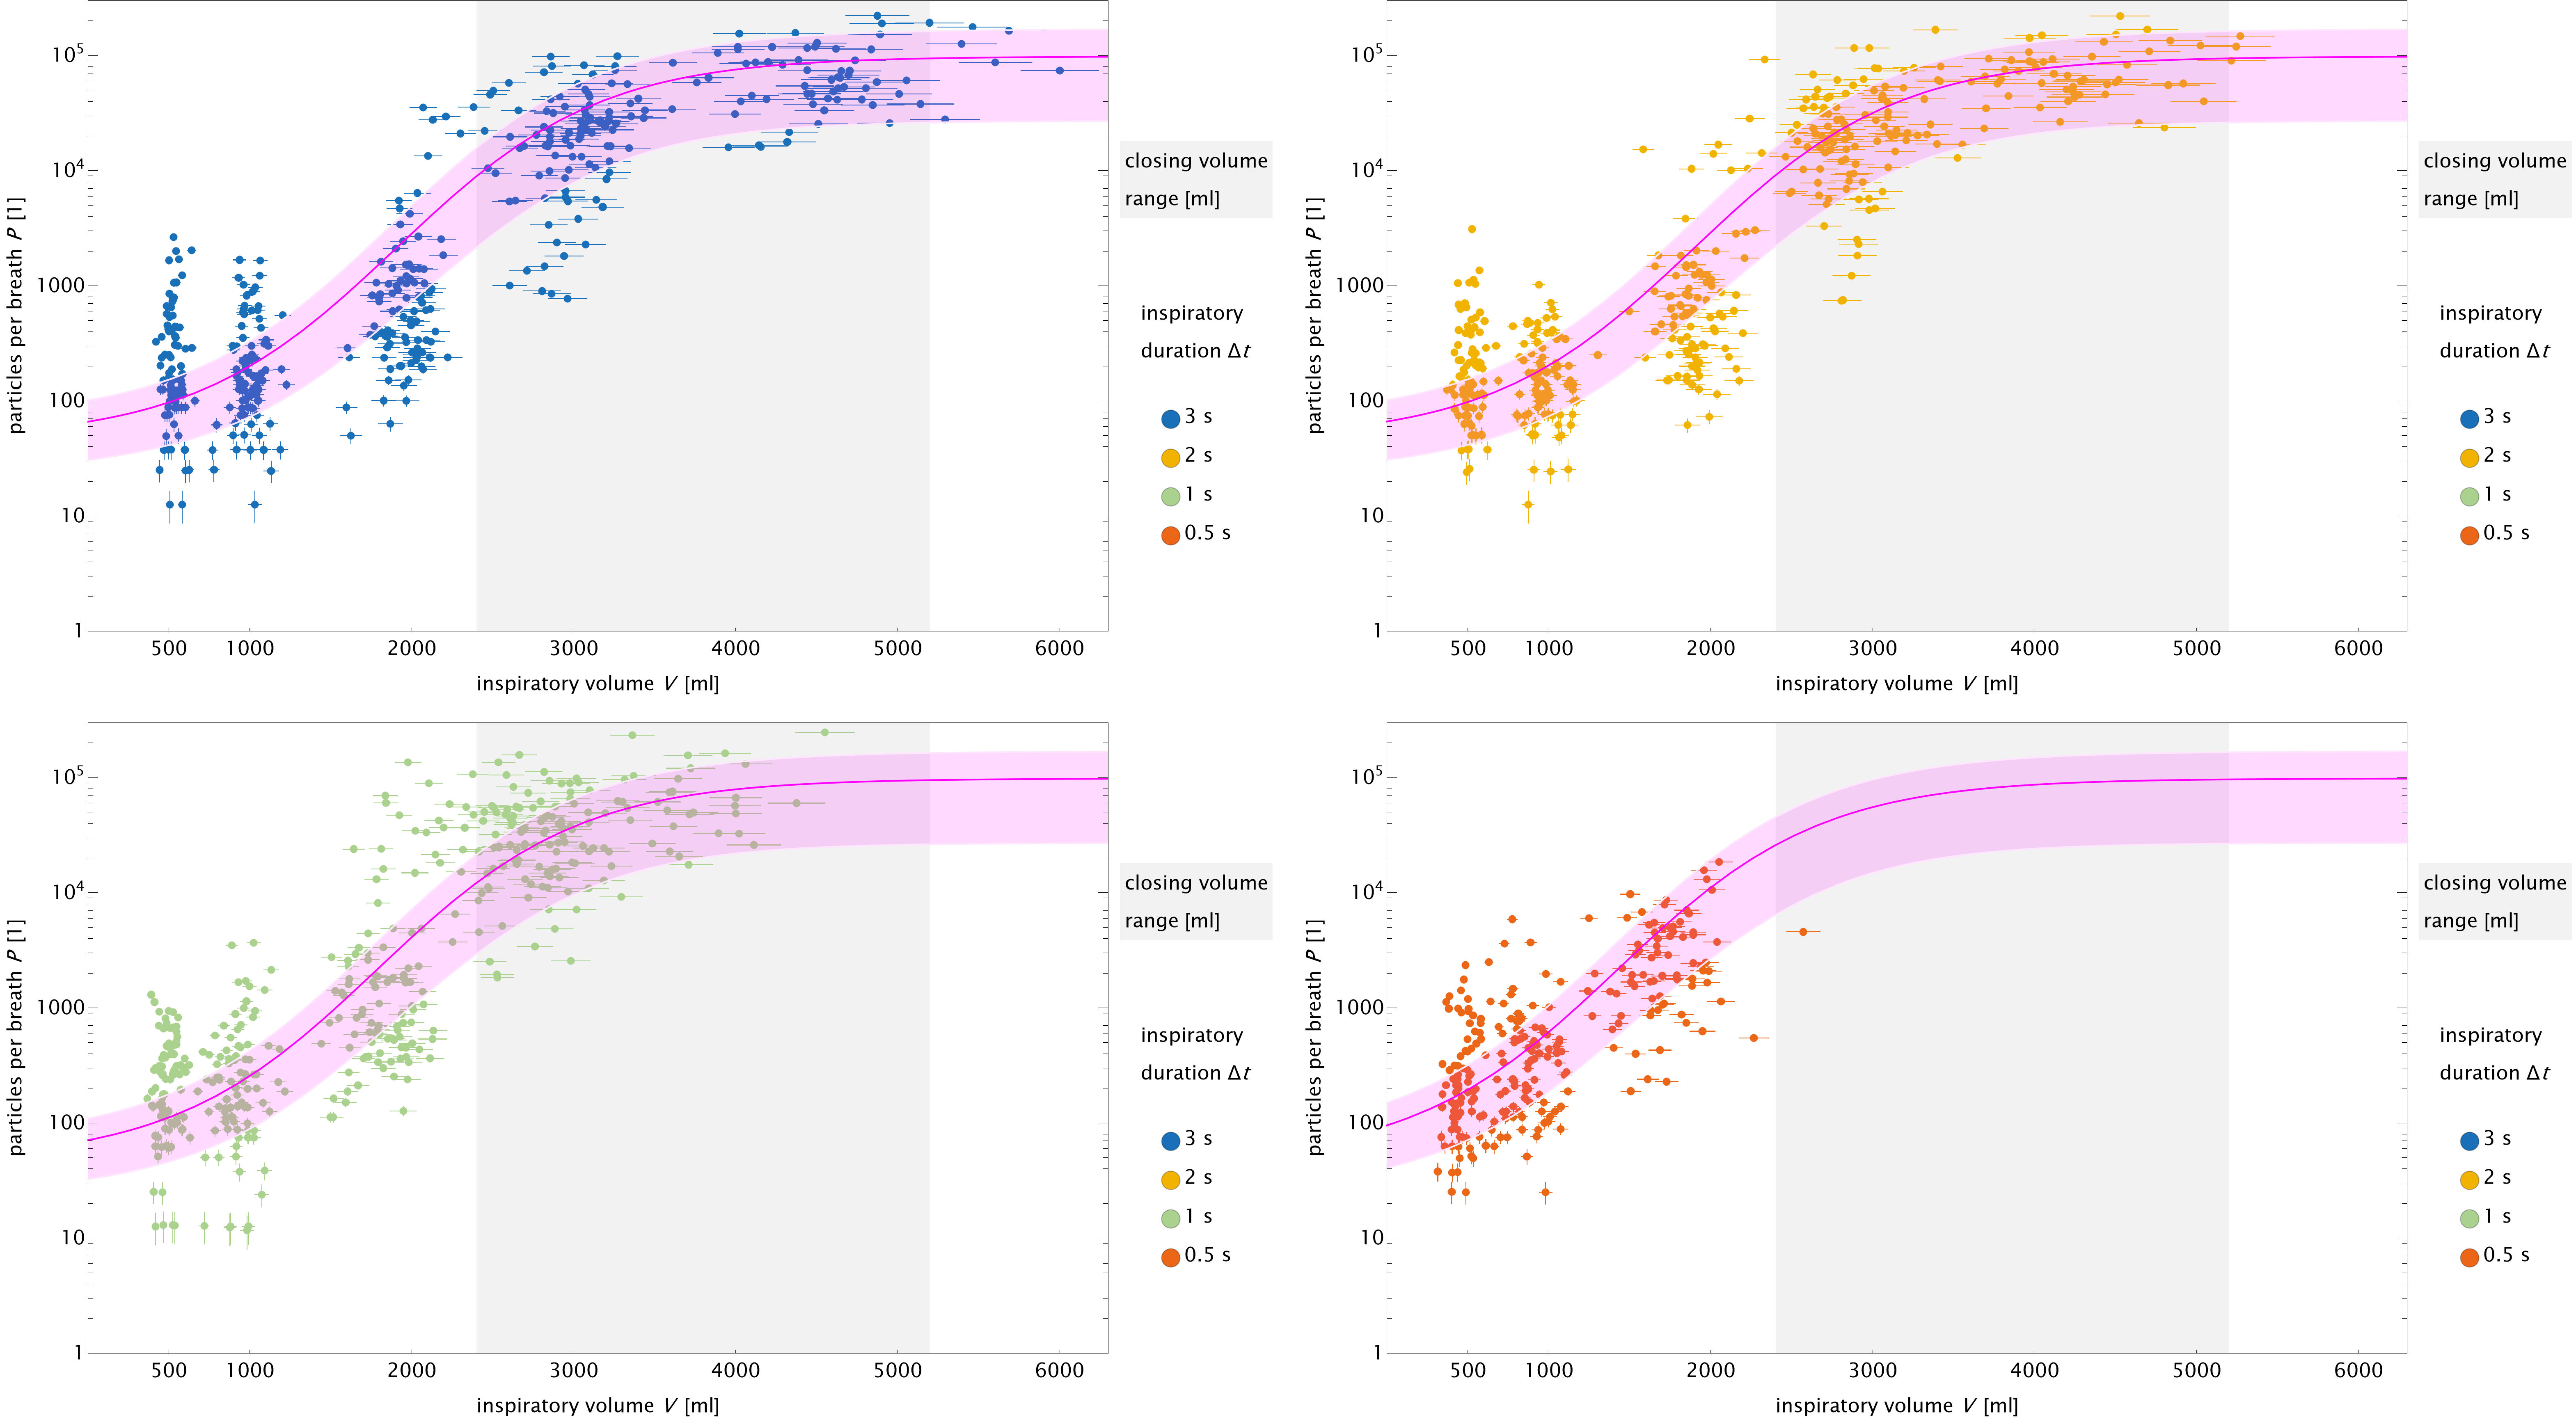 10^5
10^4
1000
100
10
1
particles per breath P [1]
500 1000 2000 3000 4000 5000 6000
inspiratory volume V [ml]
closing volume
range [ml]
inspiratory
duration Δt
3 s
2 s
1 s
0.5 s
10^5
10^4
1000
100
10
1
particles per breath P [1]
500 1000 2000 3000 4000 5000 6000
inspiratory volume V [ml]
closing volume
range [ml]
inspiratory
duration Δt
3 s
2 s
1 s
0.5 s
10^5
10^4
1000
100
10
1
particles per breath P [1]
500 1000 2000 3000 4000 5000 6000
inspiratory volume V [ml]
closing volume
range [ml]
inspiratory
duration Δt
3 s
2 s
1 s
0.5 s
10^5
10^4
1000
100
10
1
particles per breath P [1]
500 1000 2000 3000 4000 5000 6000
inspiratory volume V [ml]
closing volume
range [ml]
inspiratory
duration Δt
3 s
2 s
1 s
0.5 s